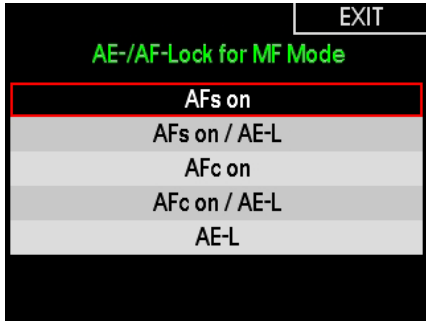 EXIT
AE-/AF-Lock for MF Mode
AFs on
AFs on / AE-L
AFc on
AFc on / AE-L
AE-L